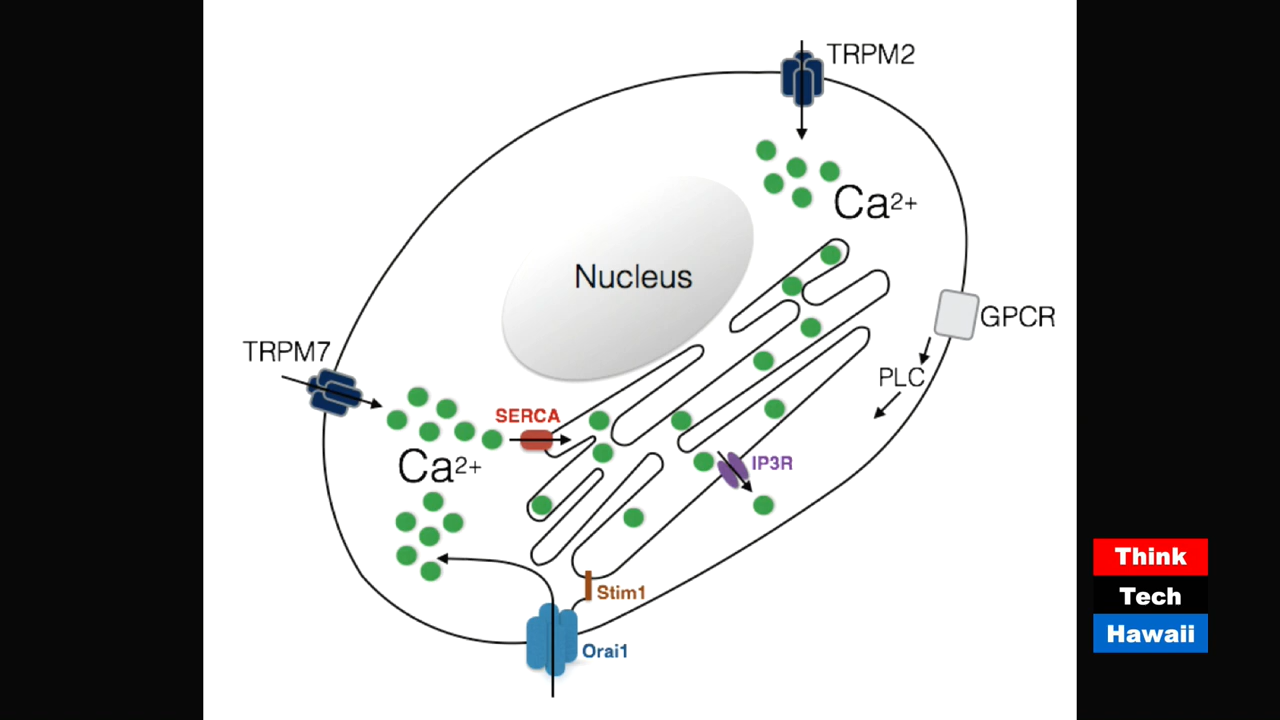 TRPM2
Ca2+
Nucleus
GPCR
TRPM7
PLC
SERCA
Ca2+
IP3R
Stim1
Orai1
Think
Tech
Hawaii